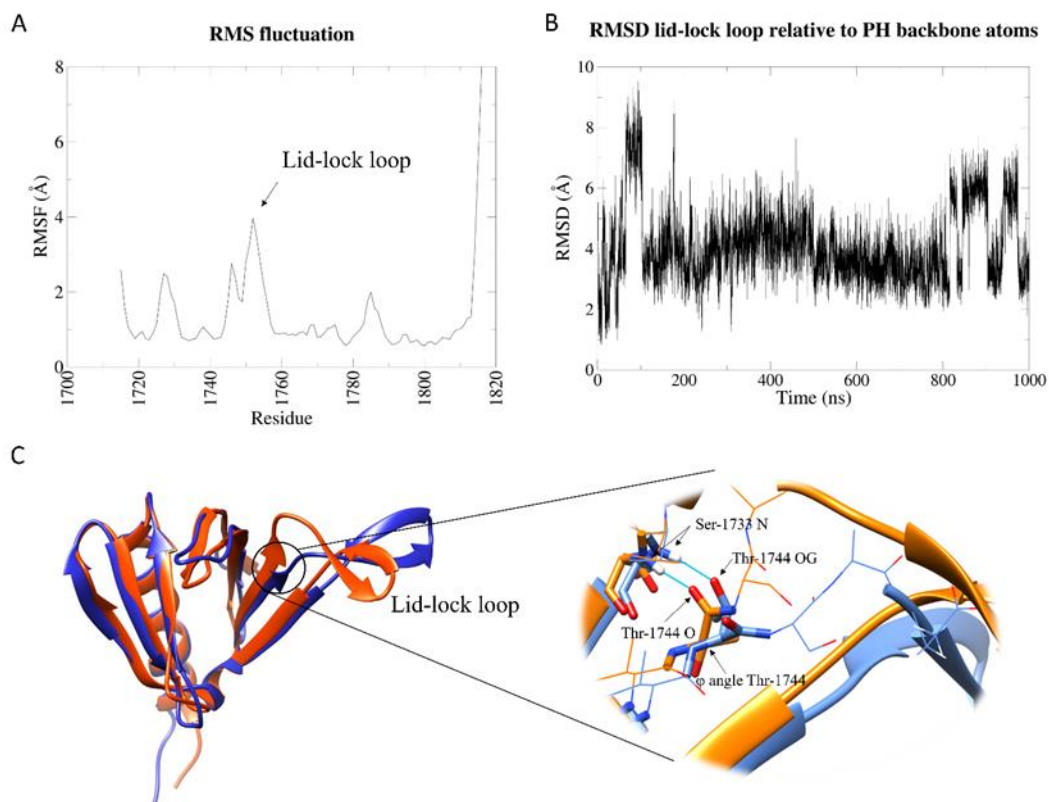 A
RMS fluctuation
RMSF (Å)
8
6
4
2
0
Lid-lock loop
1700
1720
1740
1760
1780
1800
1820
Residue
B
RMSD lid-lock loop relative to PH backbone atoms
RMSD (Å)
10
8
6
4
2
0
0
200
400
600
800
1000
Time (ns)
C
Lid-lock loop
Ser-1733 N
Thr-1744 OG
Thr-1744 O
φ angle Thr-1744